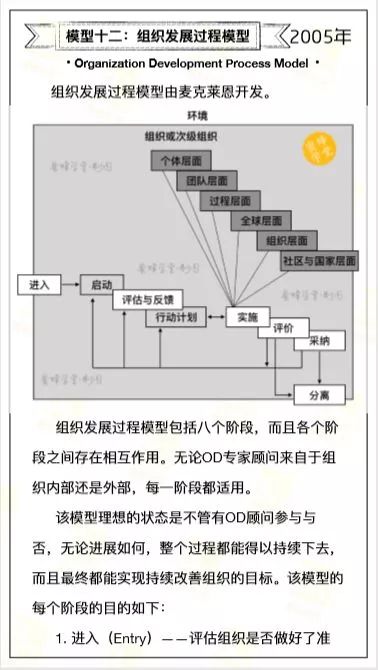 模型十二：组织发展过程模型
2005年
• Organization Development Process Model •
组织发展过程模型由麦克莱恩开发。
环境
组织或次级组织
个体层面
团队层面
过程层面
全球层面
组织层面
社区与国家层面
进入
启动
评估与反馈
行动计划
实施
评价
采纳
分离
组织发展过程模型包括八个阶段，而且各个阶
段之间存在相互作用。无论OD专家顾问来自于组
织内部还是外部，每一阶段都适用。
该模型理想的状态是不管有OD顾问参与与
否，无论进展如何，整个过程都能得以持续下去，
而且最终都能实现持续改善组织的目标。该模型的
每个阶段的目的如下：
1. 进入（Entry）——评估组织是否做好了准